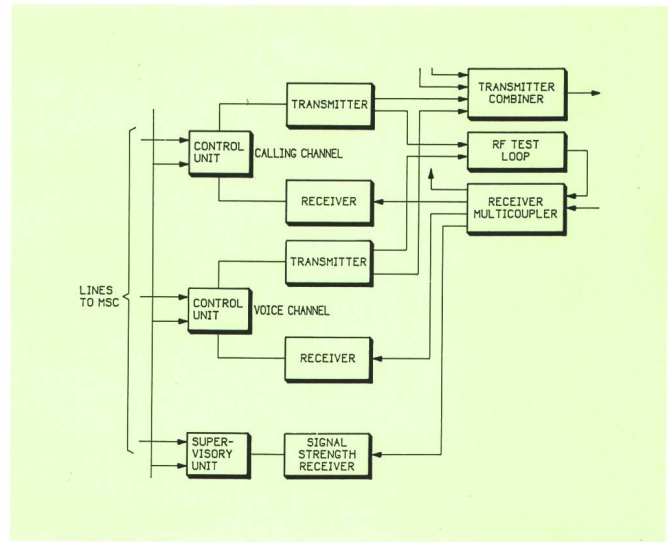 TRANSMITTER
TRANSMITTER
COMBINER
CONTROL
UNIT
CALLING CHANNEL
RF TEST
LOOP
RECEIVER
RECEIVER
MULTICOUPLER
TRANSMITTER
LINES
TO MSC
CONTROL
UNIT
VOICE CHANNEL
RECEIVER
SUPER-
VISORY
UNIT
SIGNAL
STRENGTH
RECEIVER